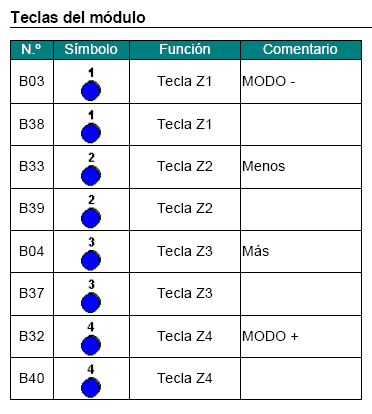 Teclas del módulo
N.º Símbolo Función Comentario
B03 1 Tecla Z1 MODO -
B38 1 Tecla Z1
B33 2 Tecla Z2 Menos
B39 2 Tecla Z2
B04 3 Tecla Z3 Más
B37 3 Tecla Z3
B32 4 Tecla Z4 MODO +
B40 4 Tecla Z4